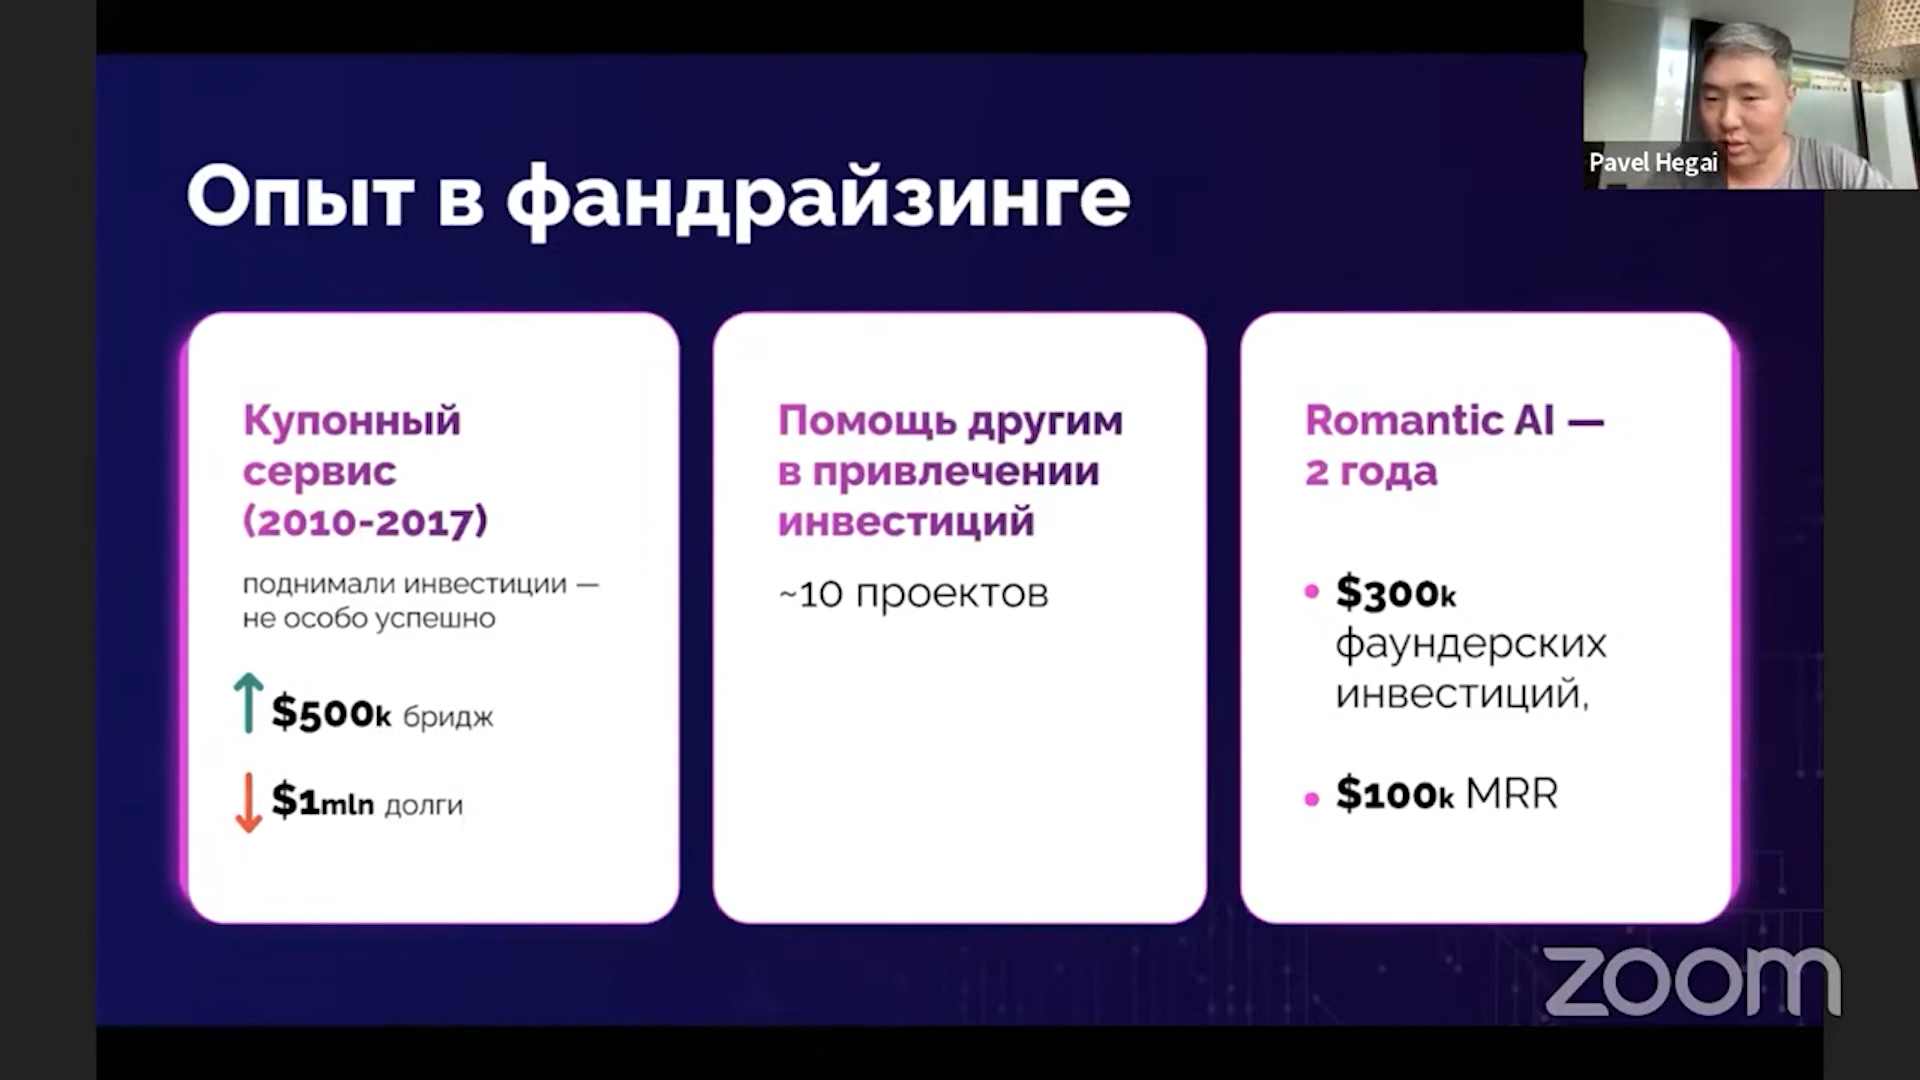 Pavel Hegai
Опыт в фандрайзинге
Купонный
сервис
(2010-2017)
поднимали инвестиции —
не особо успешно
$500k бридж
$1mln долги
Помощь другим
в привлечении
инвестиций
~10 проектов
Romantic AI —
2 года
• $300k
фаундерских
инвестиций,
• $100k MRR
zoom